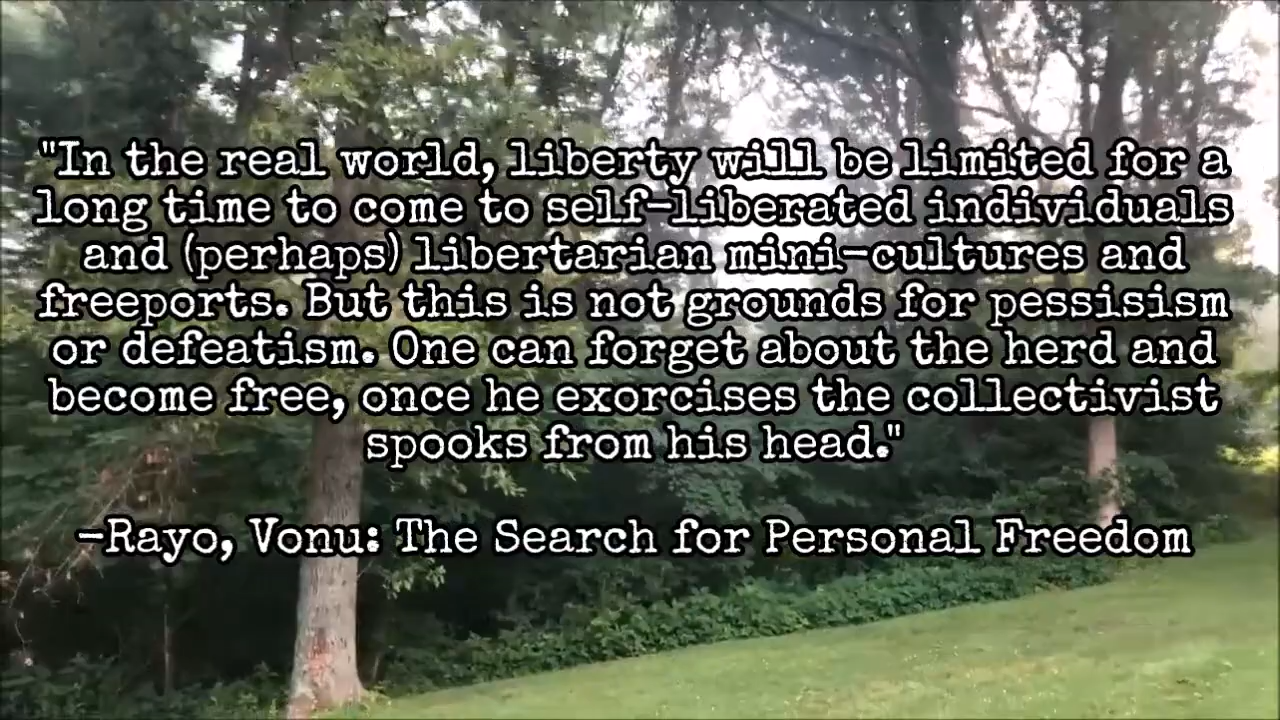 "In the real world, liberty will be limited for a
long time to come to self-liberated individuals
and (perhaps) libertarian mini-cultures and
freeports. But this is not grounds for pessisism
or defeatism. One can forget about the herd and
become free, once he exorcises the collectivist
spooks from his head."
-Rayo, Vonu: The Search for Personal Freedom